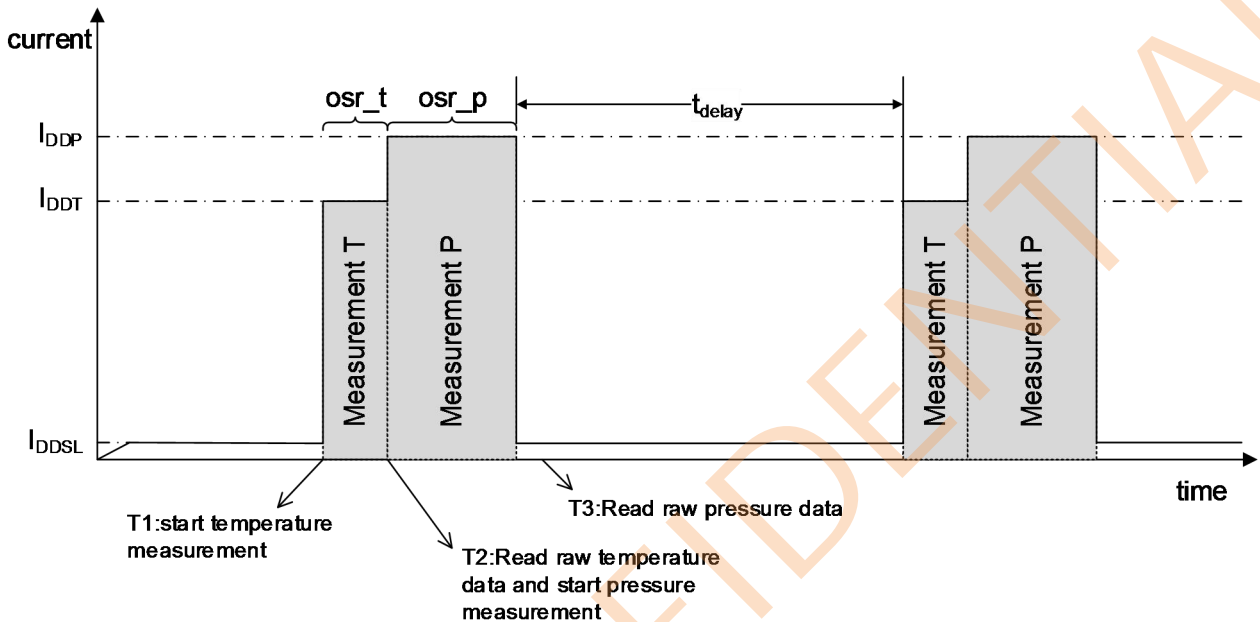 current
osr_t
osr_p
tdelay
IDDP
IDDT
IDDSL
Measurement T
Measurement P
Measurement T
Measurement P
time
T1:start temperature
measurement
T2:Read raw temperature
data and start pressure
measurement
T3:Read raw pressure data
FIDENTIAL